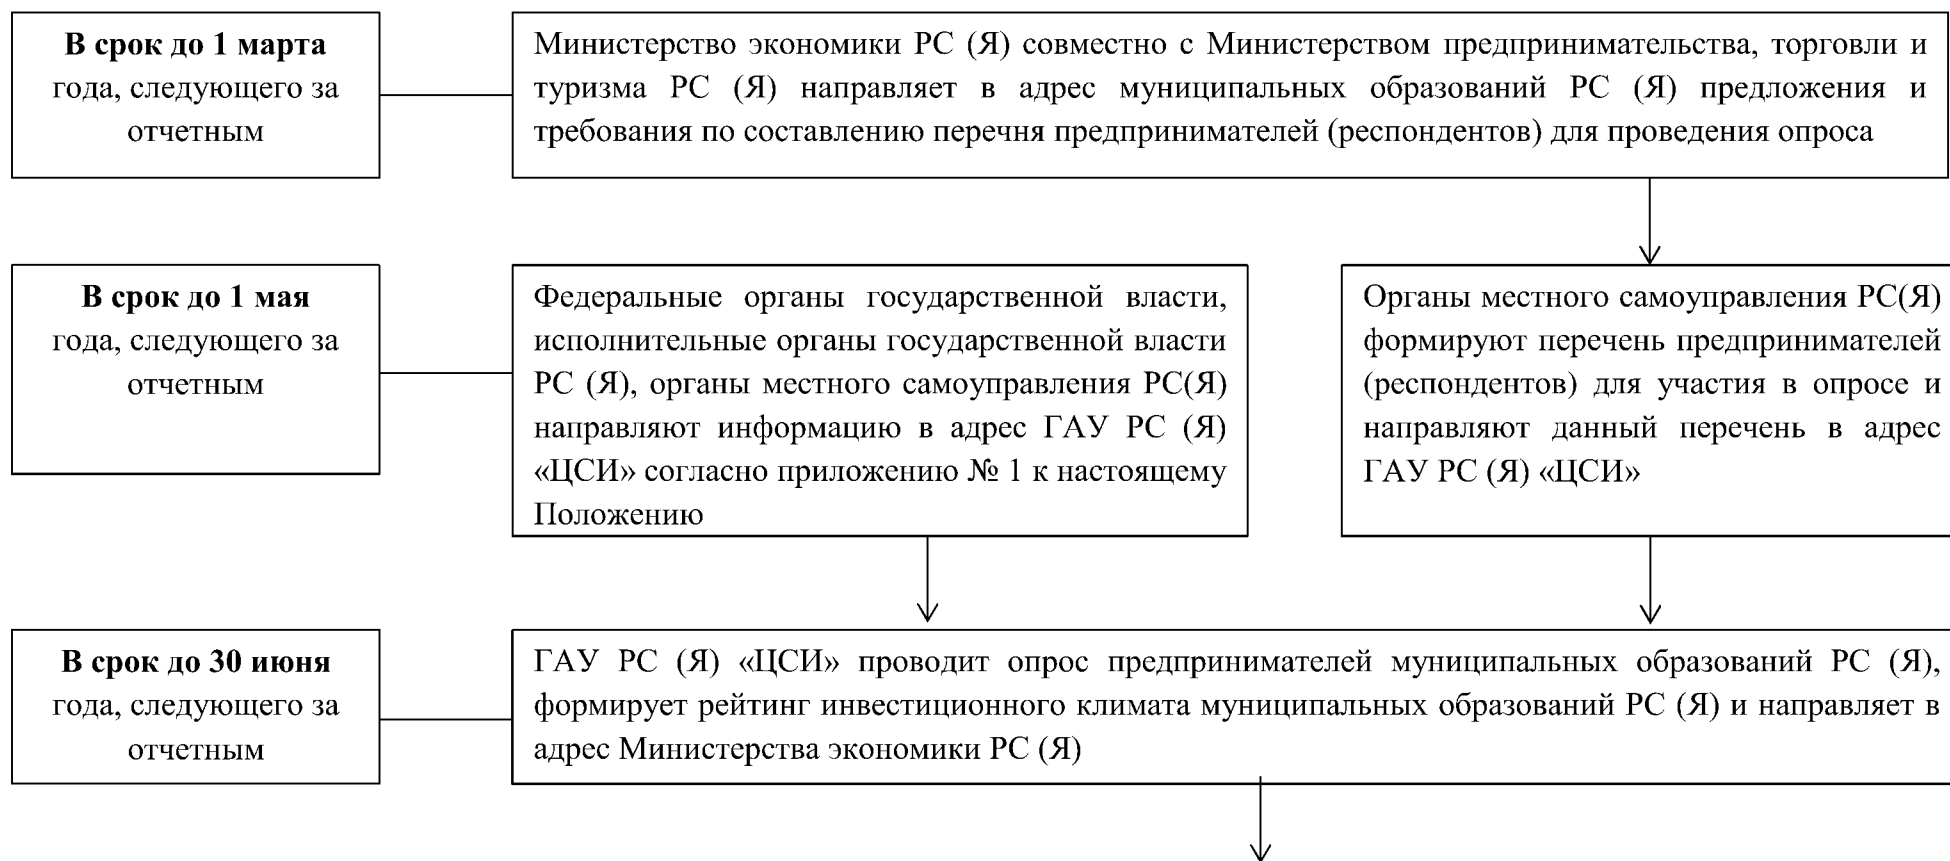 В срок до 1 марта
года, следующего за
отчетным
Министерство экономики РС (Я) совместно с Министерством предпринимательства, торговли и
туризма РС (Я) направляет в адрес муниципальных образований РС (Я) предложения и
требования по составлению перечня предпринимателей (респондентов) для проведения опроса
В срок до 1 мая
года, следующего за
отчетным
Федеральные органы государственной власти,
исполнительные органы государственной власти
РС (Я), органы местного самоуправления РС(Я)
направляют информацию в адрес ГАУ РС (Я)
«ЦСИ» согласно приложению № 1 к настоящему
Положению
Органы местного самоуправления РС(Я)
формируют перечень предпринимателей
(респондентов) для участия в опросе и
направляют данный перечень в адрес
ГАУ РС (Я) «ЦСИ»
В срок до 30 июня
года, следующего за
отчетным
ГАУ РС (Я) «ЦСИ» проводит опрос предпринимателей муниципальных образований РС (Я),
формирует рейтинг инвестиционного климата муниципальных образований РС (Я) и направляет в
адрес Министерства экономики РС (Я)